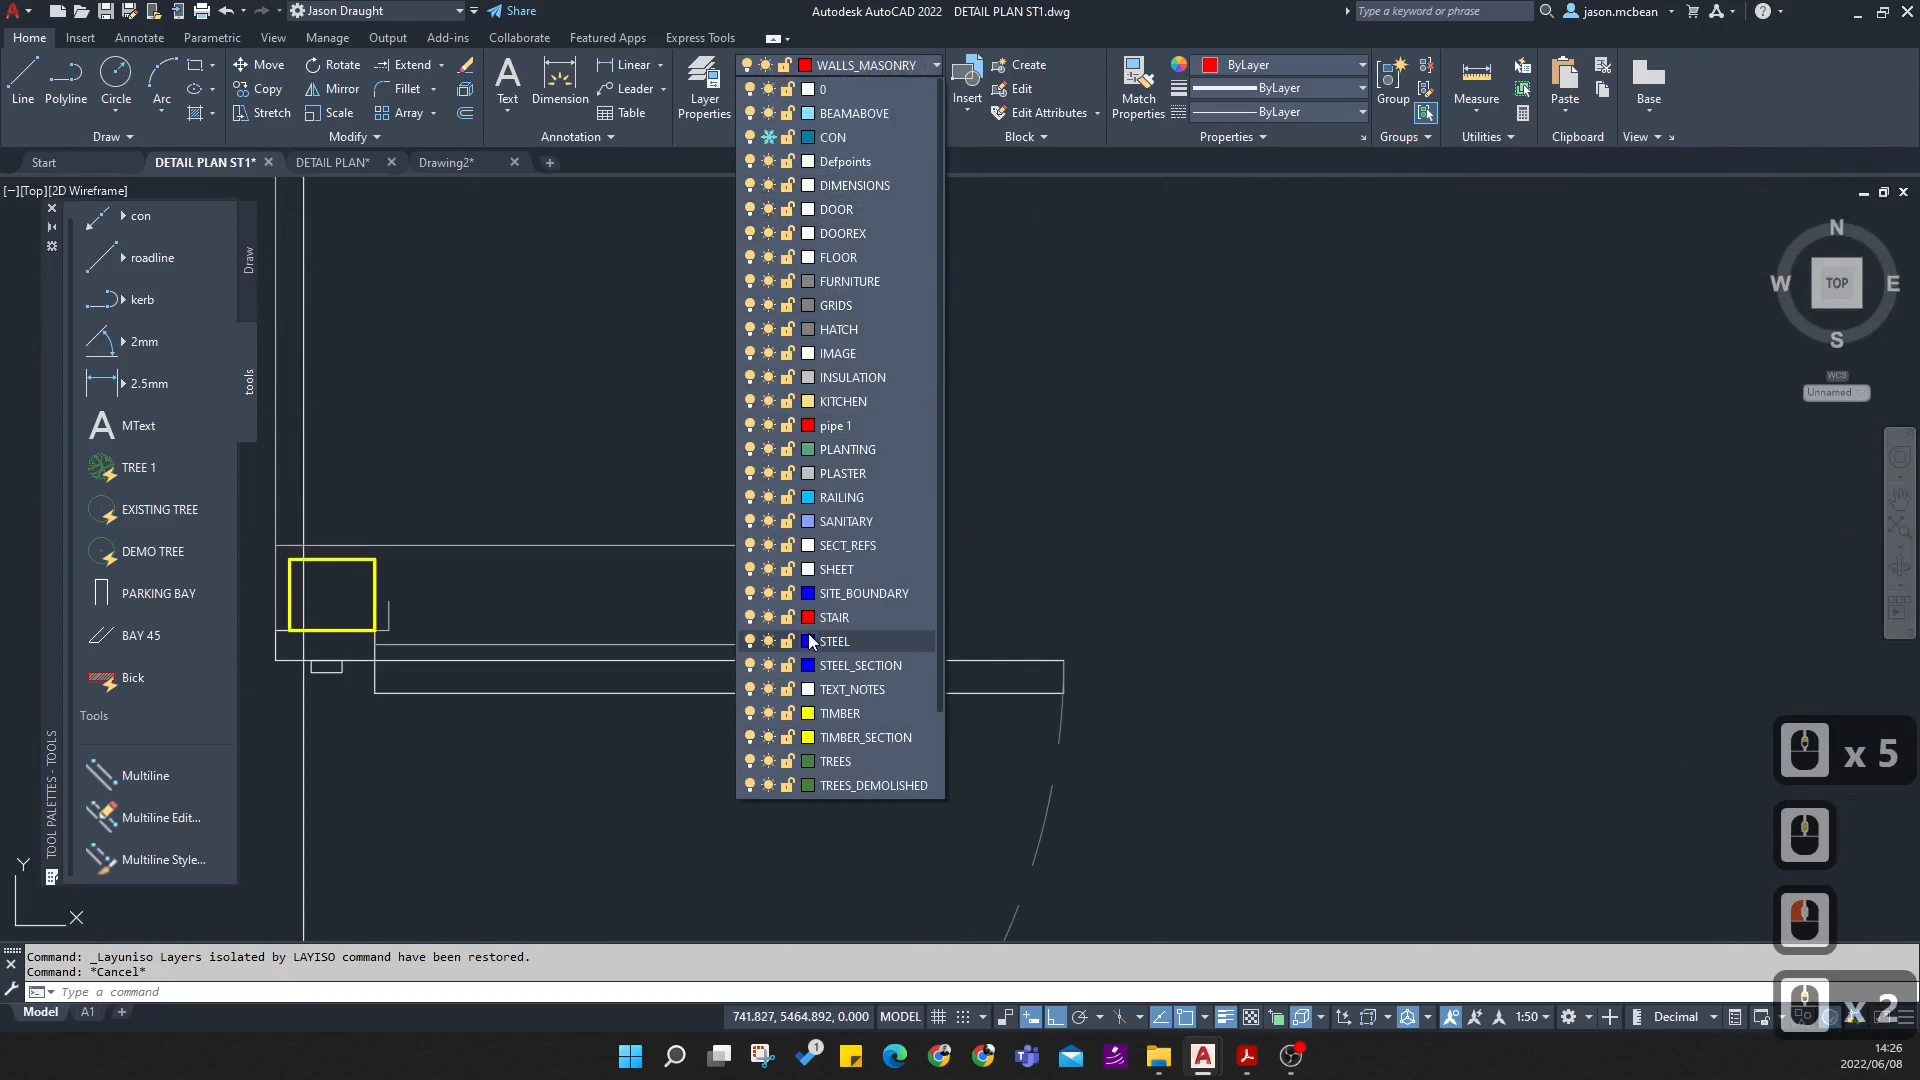 Jason Draught
Share
Autodesk AutoCAD 2022 DETAIL PLAN ST1.dwg
Type a keyword or phrase
jason.mcbean
Home Insert Annotate Parametric View Manage Output Add-ins Collaborate Featured Apps Express Tools
Line Polyline Circle Arc
Draw
Move Rotate Extend
Copy Mirror Fillet
Stretch Scale Array
Modify
Text Dimension
Linear
Leader
Table
Annotation
Layer
Properties
WALLS_MASONRY
Insert
Create
Edit
Edit Attributes
Block
Match
Properties
ByLayer
ByLayer
ByLayer
Properties
Group
Groups
Measure
Utilities
Paste
Clipboard
Base
View
Start DETAIL PLAN ST1* DETAIL PLAN* Drawing2*
[−][Top][2D Wireframe]
0
BEAMABOVE
CON
Defpoints
DIMENSIONS
DOOR
DOOREX
FLOOR
FURNITURE
GRIDS
HATCH
IMAGE
INSULATION
KITCHEN
pipe 1
PLANTING
PLASTER
RAILING
SANITARY
SECT_REFS
SHEET
SITE_BOUNDARY
STAIR
STEEL
STEEL_SECTION
TEXT_NOTES
TIMBER
TIMBER_SECTION
TREES
TREES_DEMOLISHED
con
roadline
kerb
2mm
2.5mm
MText
TREE 1
EXISTING TREE
DEMO TREE
PARKING BAY
BAY 45
Bick
Tools
Multiline
Multiline Edit...
Multiline Style...
Draw
tools
TOOL PALETTES - TOOLS
N
W TOP E
S
WCS
Unnamed
x 5
x 2
Y
X
Command: _Layuniso Layers isolated by LAYISO command have been restored.
Command: *Cancel*
Type a command
Model A1
741.827, 5464.892, 0.000 MODEL
1:50
Decimal
1
14:26
2022/06/08